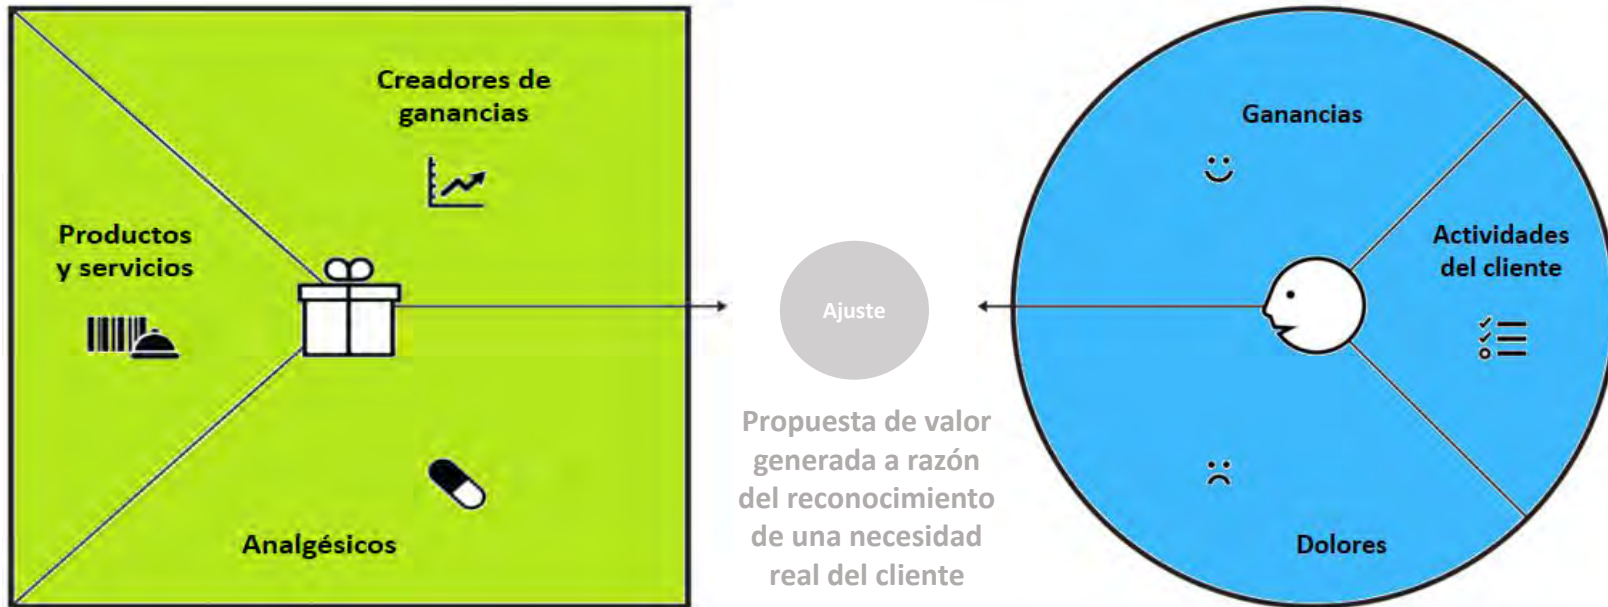 Creadores de
ganancias
Productos
y servicios
Analgésicos
Ajuste
Propuesta de valor
generada a razón
del reconocimiento
de una necesidad
real del cliente
Ganancias
Actividades
del cliente
Dolores